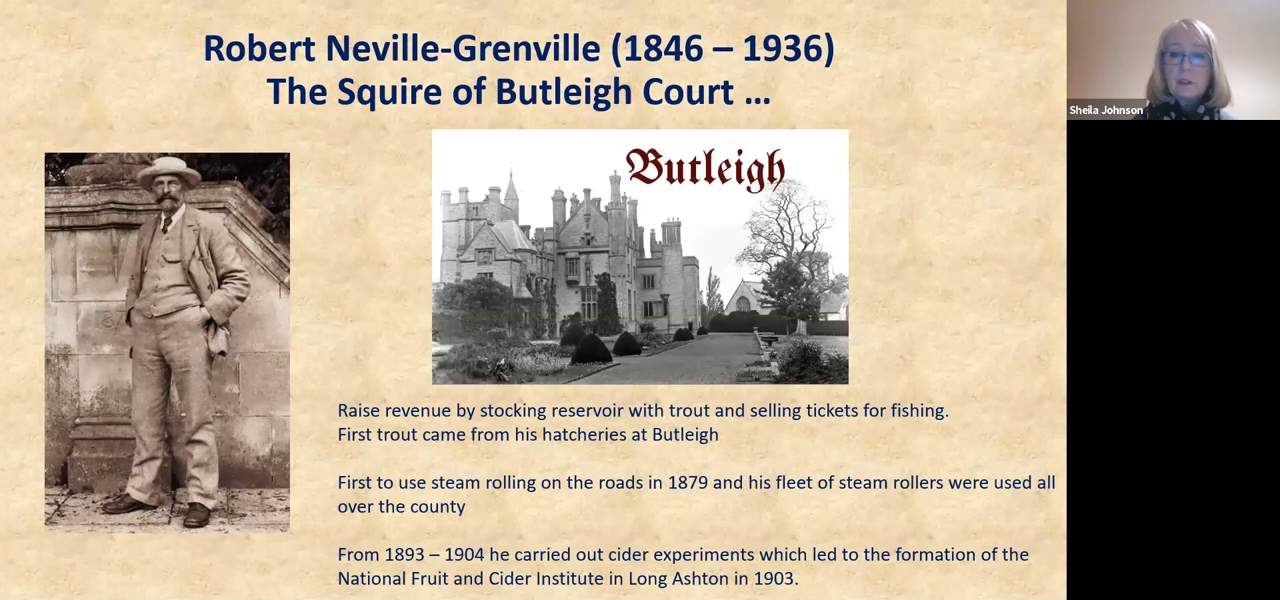 Robert Neville-Grenville (1846 – 1936)
The Squire of Butleigh Court ...
Sheila Johnson
Butleigh
Raise revenue by stocking reservoir with trout and selling tickets for fishing.
First trout came from his hatcheries at Butleigh
First to use steam rolling on the roads in 1879 and his fleet of steam rollers were used all
over the county
From 1893 – 1904 he carried out cider experiments which led to the formation of the
National Fruit and Cider Institute in Long Ashton in 1903.